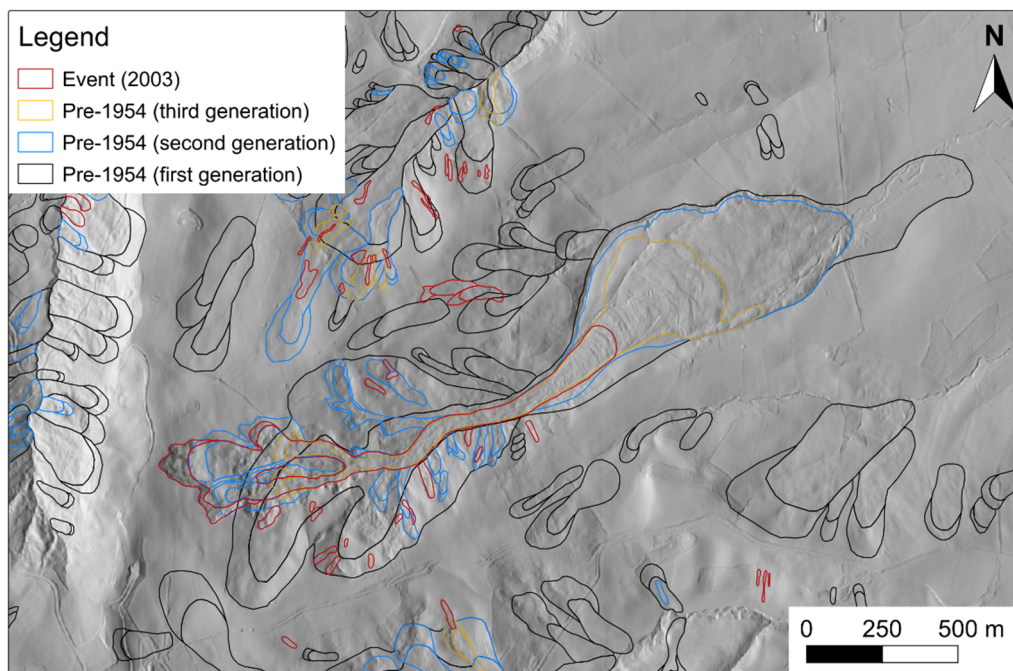 Legend
Event (2003)
Pre-1954 (third generation)
Pre-1954 (second generation)
Pre-1954 (first generation)
N
0 250 500 m